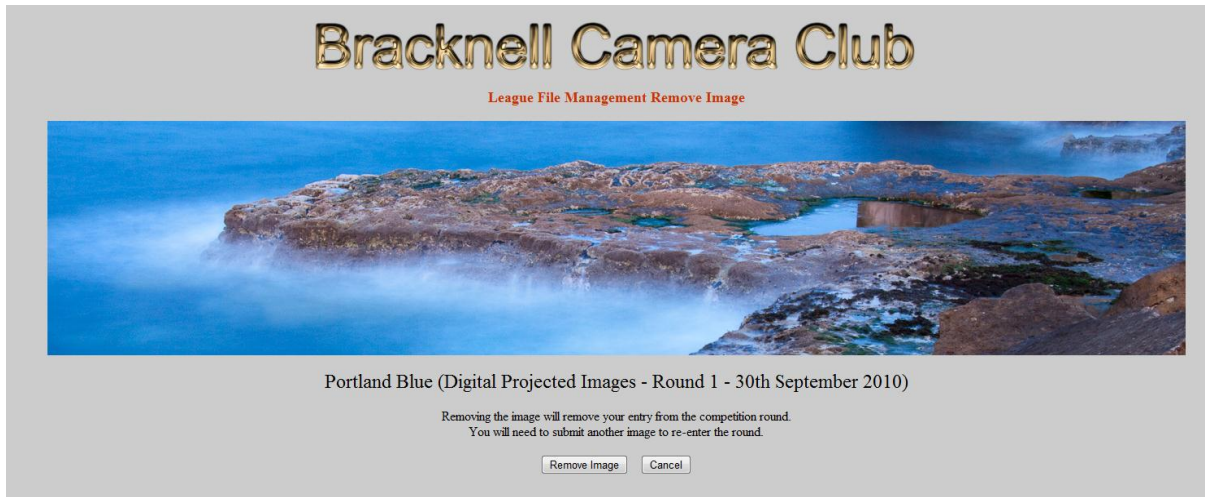 Bracknell Camera Club
League File Management Remove Image
Portland Blue (Digital Projected Images - Round 1 - 30th September 2010)
Removing the image will remove your entry from the competition round.
You will need to submit another image to re-enter the round.
Remove Image Cancel